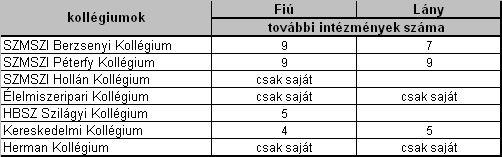 kollégiumok Fiú Lány
további intézmények száma
SZMSZI Berzsenyi Kollégium 9 7
SZMSZI Péterfy Kollégium 9 9
SZMSZI Hollán Kollégium csak saját
Élelmiszeripari Kollégium csak saját csak saját
HBSZ Szilágyi Kollégium 5
Kereskedelmi Kollégium 4 5
Herman Kollégium csak saját csak saját